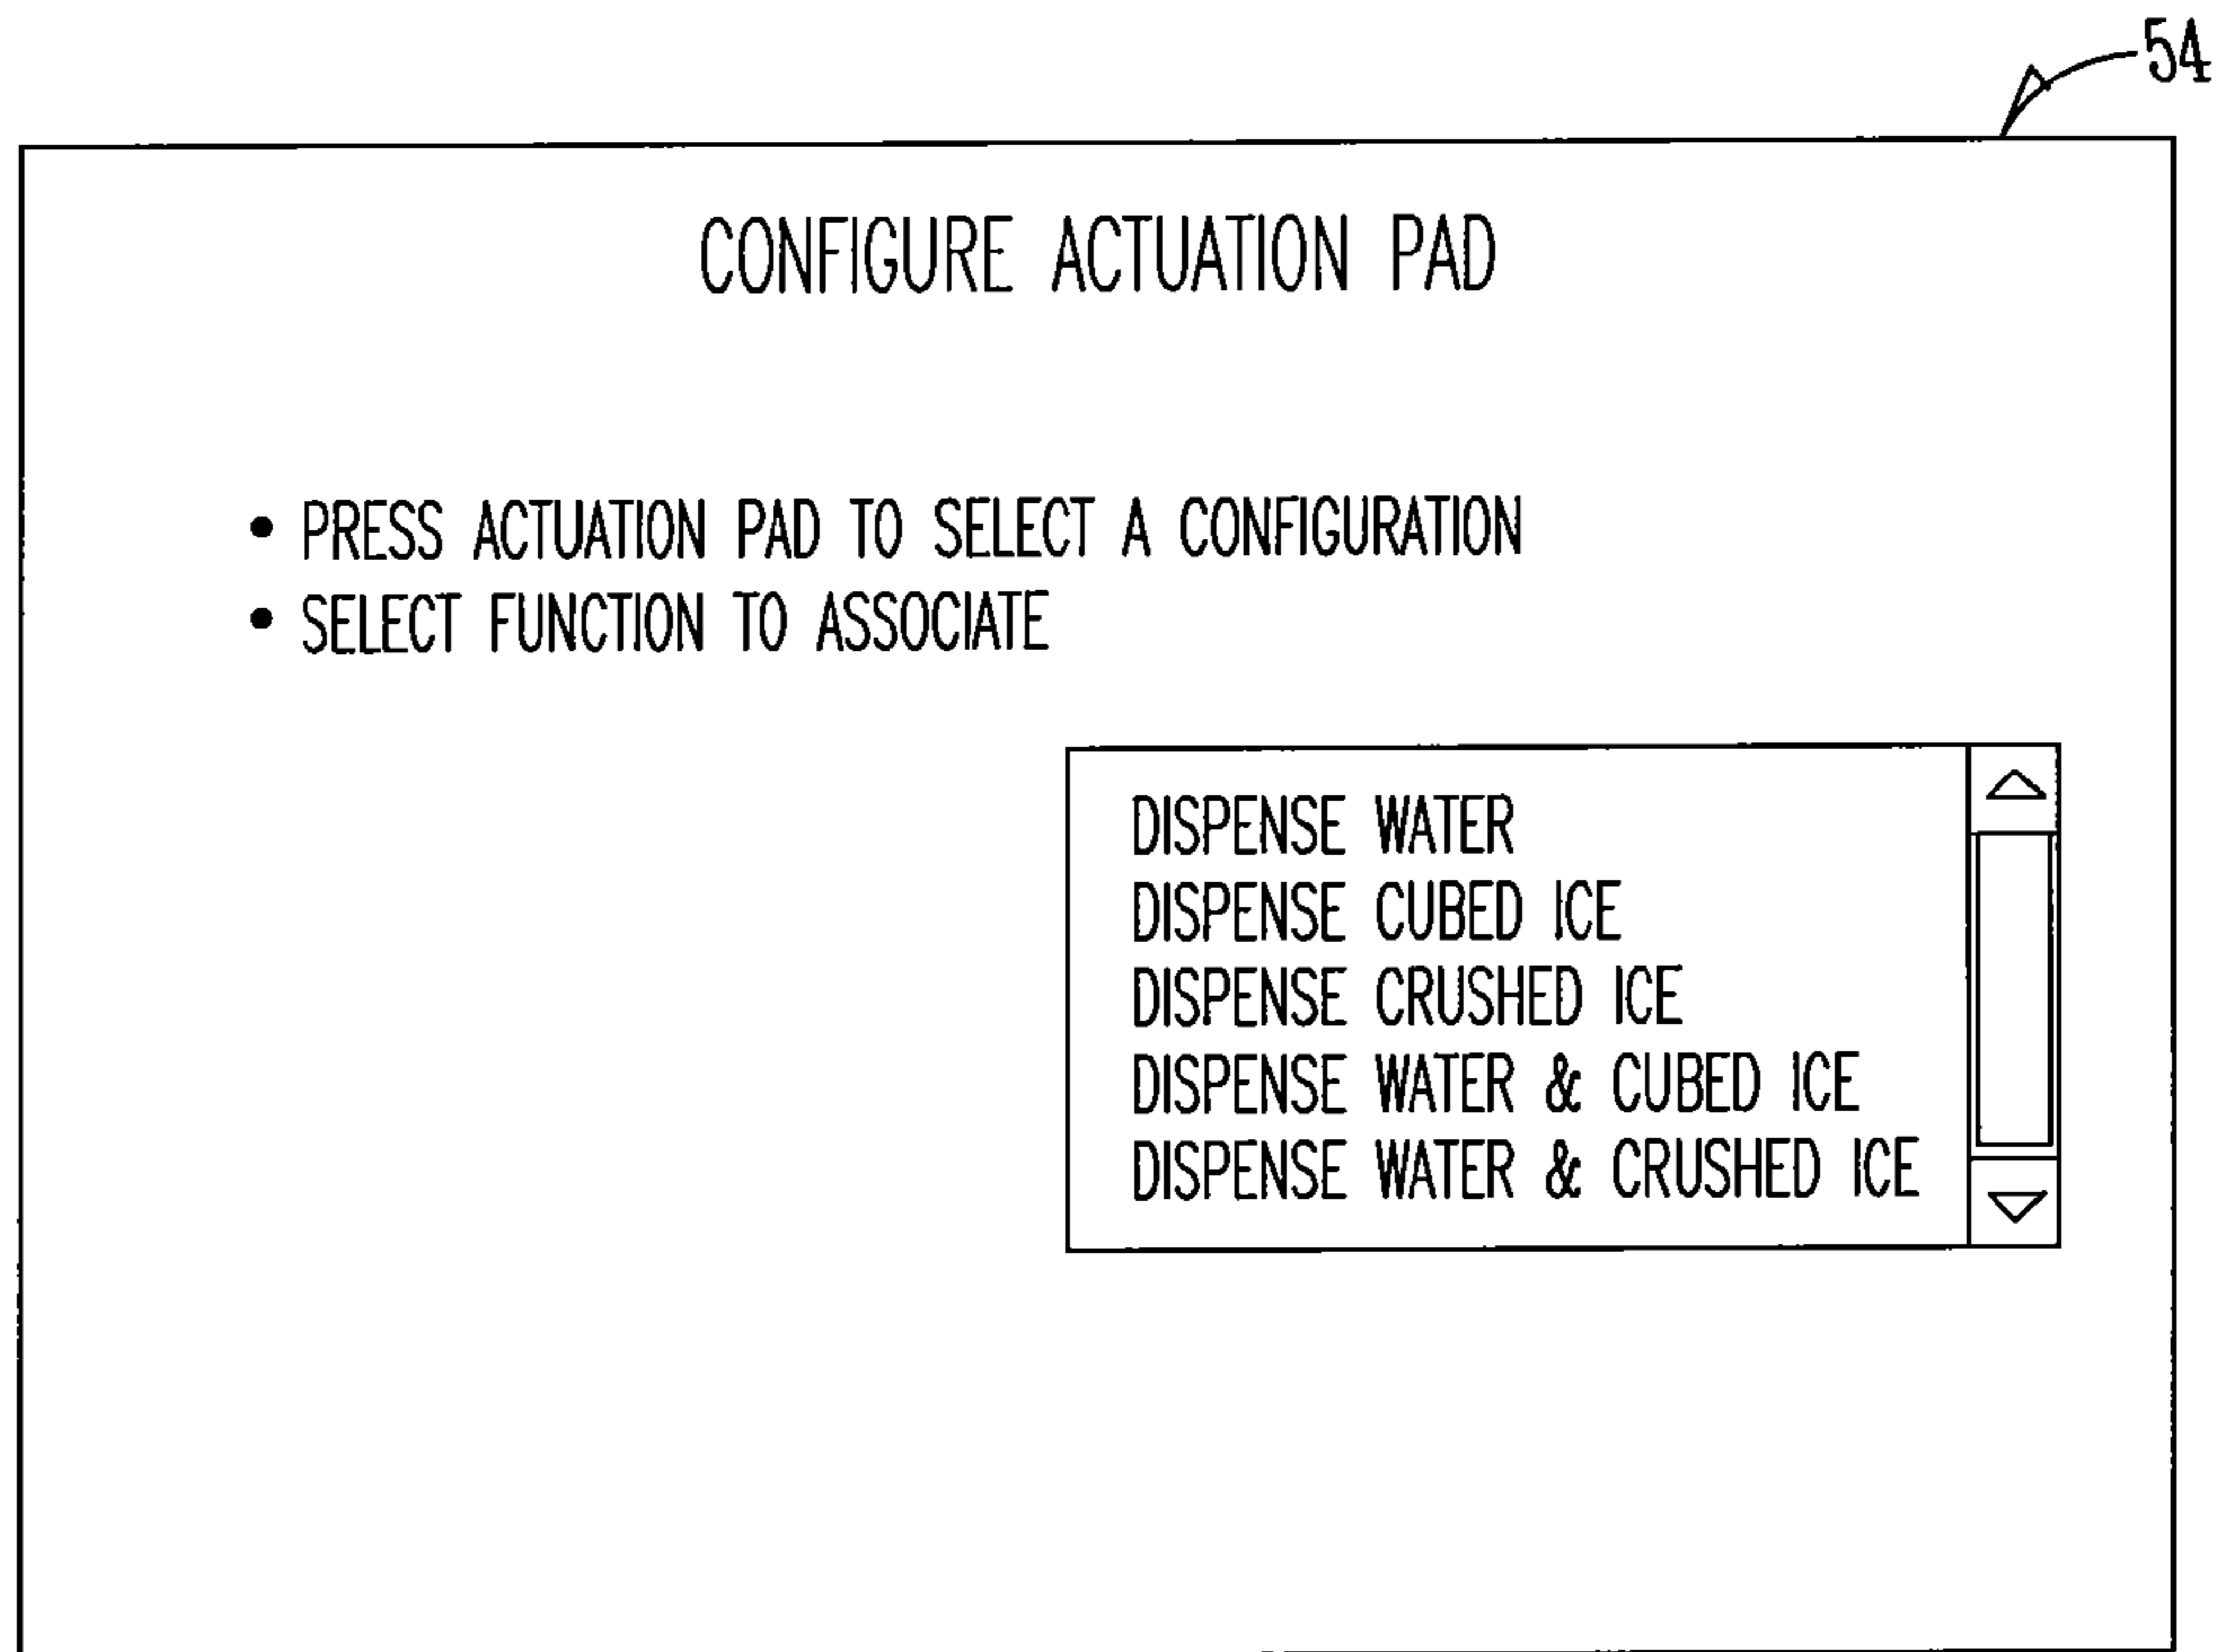 54
CONFIGURE ACTUATION PAD
• PRESS ACTUATION PAD TO SELECT A CONFIGURATION
• SELECT FUNCTION TO ASSOCIATE
DISPENSE WATER
DISPENSE CUBED ICE
DISPENSE CRUSHED ICE
DISPENSE WATER & CUBED ICE
DISPENSE WATER & CRUSHED ICE